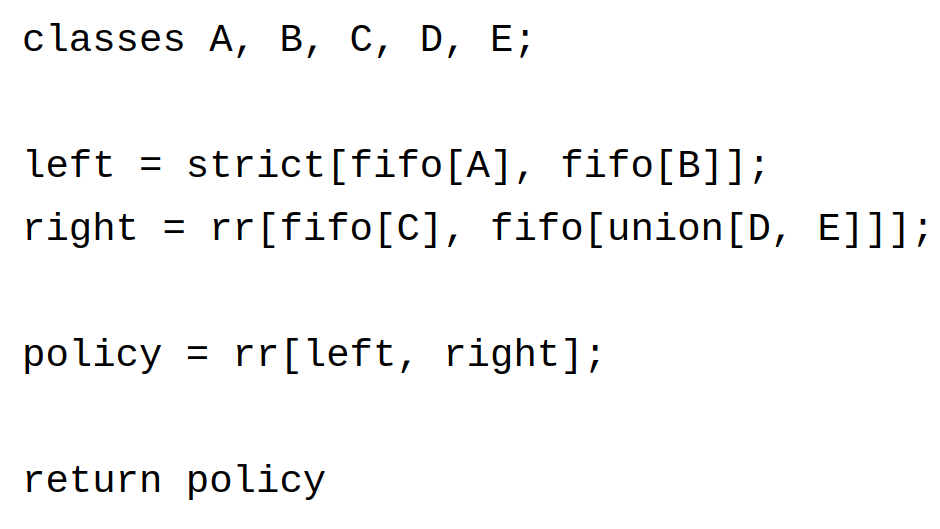 classes A, B, C, D, E;
left = strict[fifo[A], fifo[B]];
right = rr[fifo[C], fifo[union[D, E]]];
policy = rr[left, right];
return policy